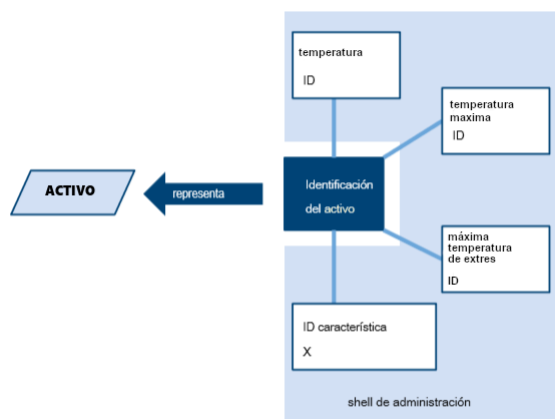 temperatura
ID
temperatura
maxima
ID
ACTIVO
representa
Identificación
del activo
máxima
temperatura
de extres
ID
ID característica
X
shell de administración